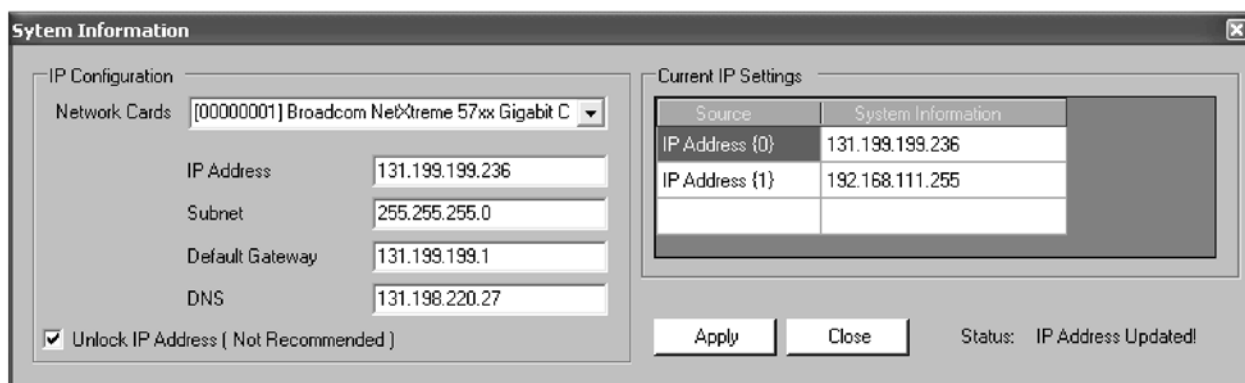 Sytem Information
IP Configuration
Network Cards [00000001] Broadcom NetXtreme 57xx Gigabit C
IP Address 131.199.199.236
Subnet 255.255.255.0
Default Gateway 131.199.199.1
DNS 131.198.220.27
Unlock IP Address ( Not Recommended )
Current IP Settings
Source System Information
IP Address {0} 131.199.199.236
IP Address {1} 192.168.111.255
Apply Close Status: IP Address Updated!